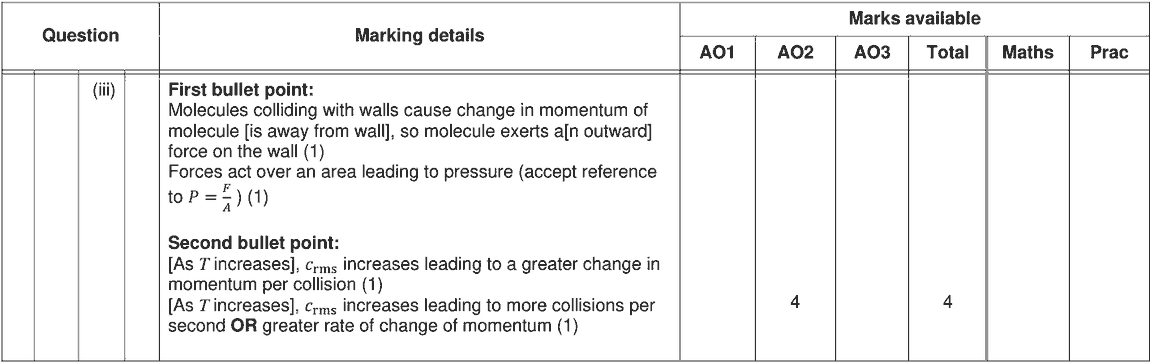 Question
Marking details
Marks available
AO1 AO2 AO3 Total Maths Prac
(iii)
First bullet point:
Molecules colliding with walls cause change in momentum of
molecule [is away from wall], so molecule exerts a[n outward]
force on the wall (1)
Forces act over an area leading to pressure (accept reference
to P = F/A ) (1)
Second bullet point:
[As T increases], c_rms increases leading to a greater change in
momentum per collision (1)
[As T increases], c_rms increases leading to more collisions per
second OR greater rate of change of momentum (1)
4 4